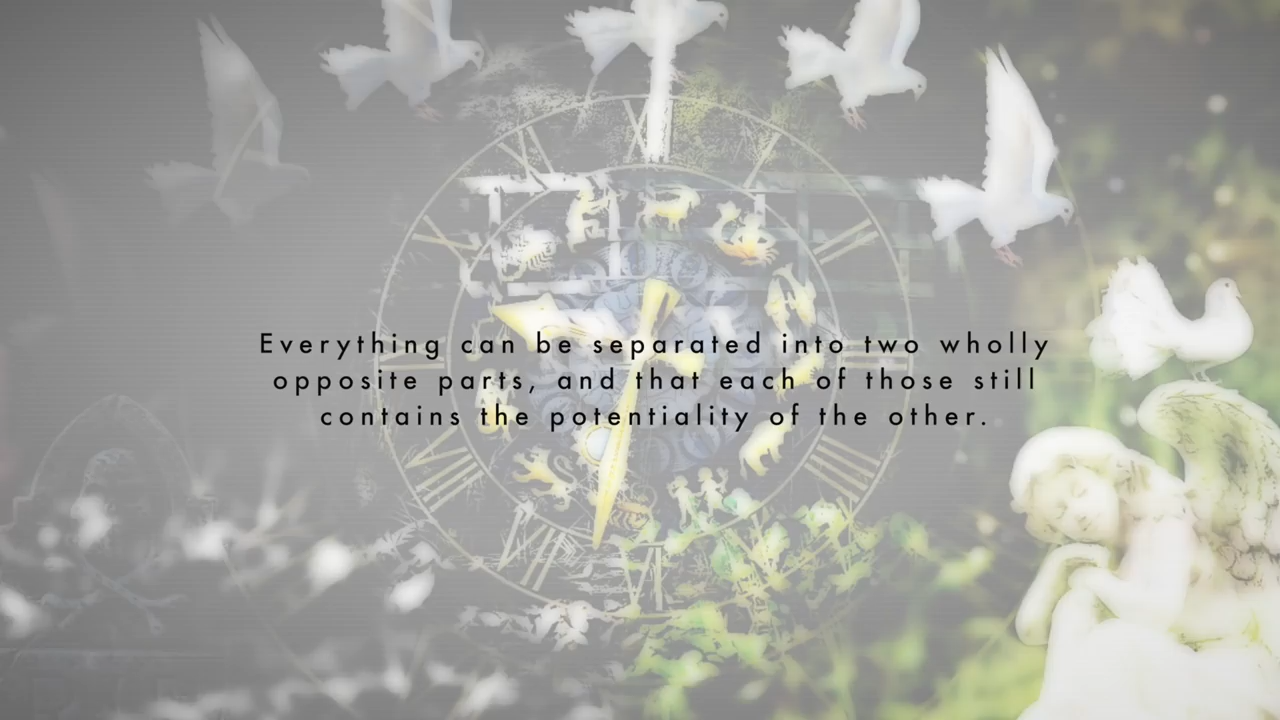 Everything can be separated into two wholly
opposite parts, and that each of those still
contains the potentiality of the other.